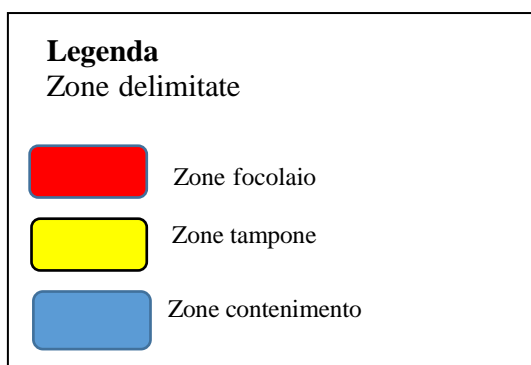 Legenda
Zone delimitate
Zone focolaio
Zone tampone
Zone contenimento